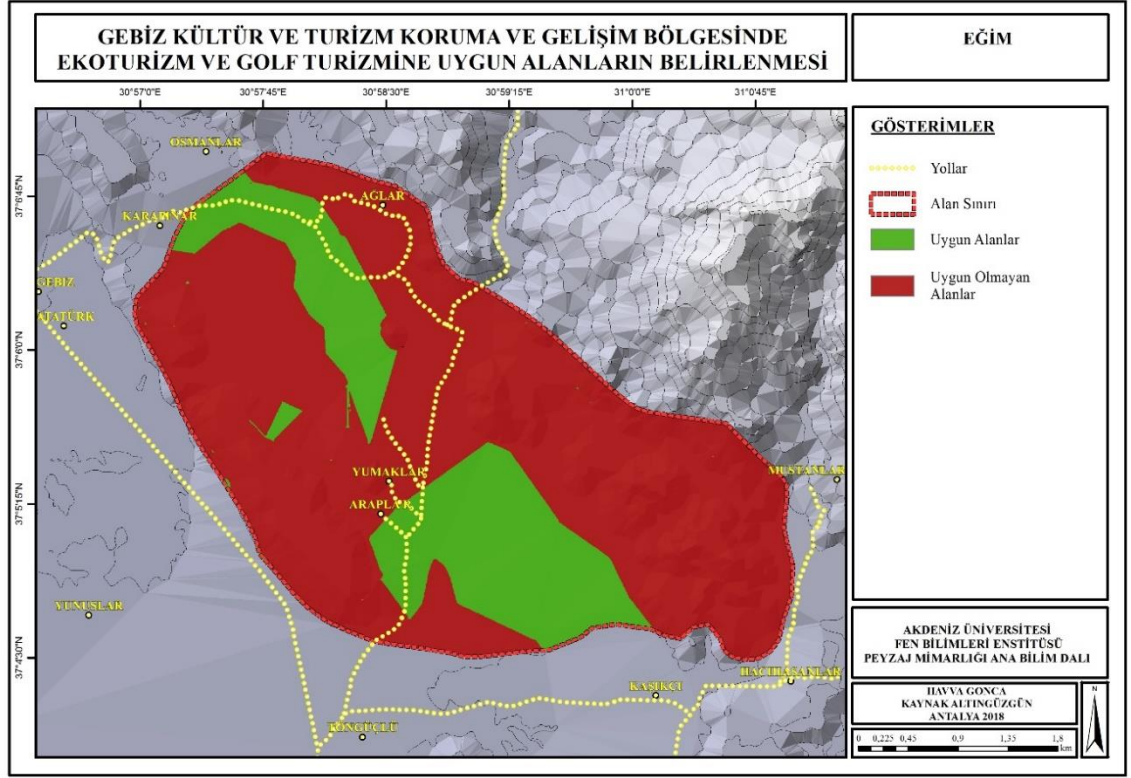 GEBİZ KÜLTÜR VE TURİZM KORUMA VE GELİŞİM BÖLGESİNDE
EKOTURİZM VE GOLF TURİZMİNE UYGUN ALANLARIN BELİRLENMESİ
EĞİM
30°57'0"E 30°57'45"E 30°58'30"E 30°59'15"E 31°0'0"E 31°0'45"E
37°6'45"N
37°6'0"N
37°5'15"N
37°4'30"N
OSMANLAR
AĞLAR
KARAPINAR
GEBİZ
ATATÜRK
YUMAKLAR
MUSTANLAR
ARAPLAR
YUNUSLAR
HACIHASANLAR
KAŞIKÇI
TONGÜÇLÜ
GÖSTERİMLER
Yollar
Alan Sınırı
Uygun Alanlar
Uygun Olmayan
Alanlar
AKDENİZ ÜNİVERSİTESİ
FEN BİLİMLERİ ENSTİTÜSÜ
PEYZAJ MİMARLIĞI ANA BİLİM DALI
HAVVA GONCA
KAYNAK ALTINGÜZGÜN
ANTALYA 2018
N
0 0,225 0,45 0,9 1,35 1,8
km